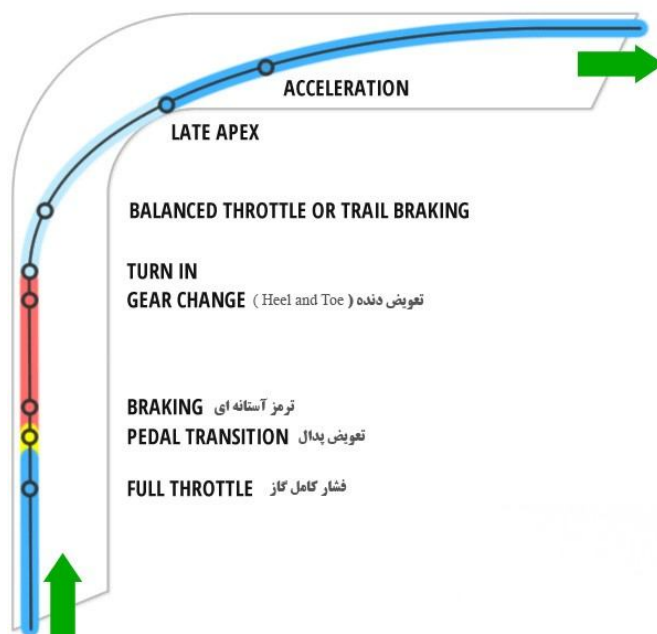 ACCELERATION
LATE APEX
BALANCED THROTTLE OR TRAIL BRAKING
TURN IN
GEAR CHANGE ( Heel and Toe ) تعویض دنده
BRAKING ترمز آستانه ای
PEDAL TRANSITION تعویض پدال
FULL THROTTLE فشار کامل گاز